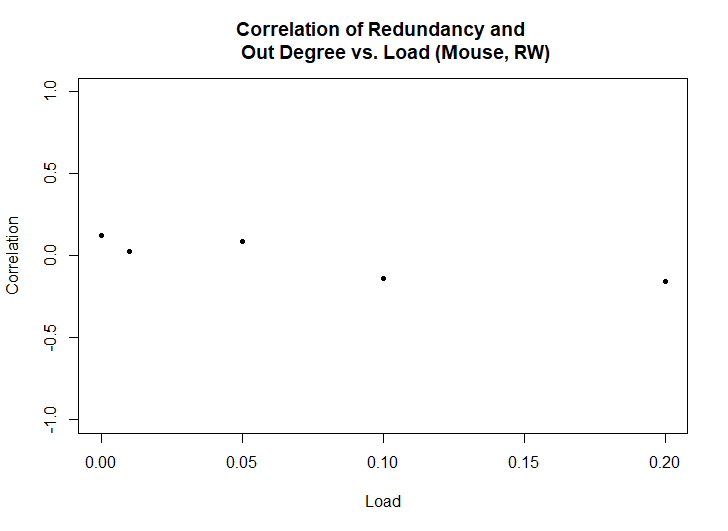 Correlation of Redundancy and
Out Degree vs. Load (Mouse, RW)
1.0
0.5
0.0
-0.5
-1.0
Correlation
0.00 0.05 0.10 0.15 0.20
Load